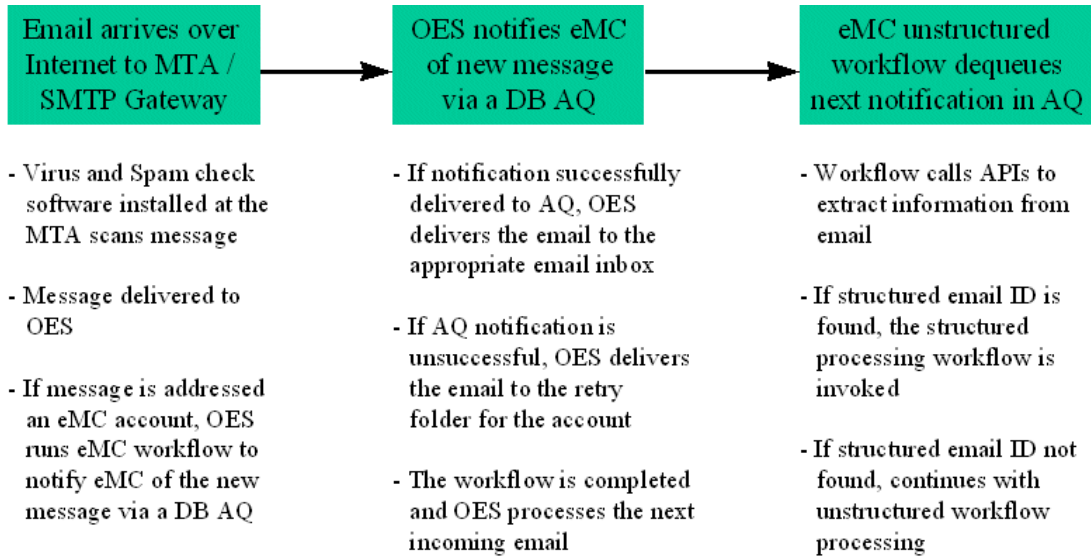 Email arrives over
Internet to MTA /
SMTP Gateway
- Virus and Spam check
software installed at the
MTA scans message
- Message delivered to
OES
- If message is addressed
an eMC account, OES
runs eMC workflow to
notify eMC of the new
message via a DB AQ
OES notifies eMC
of new message
via a DB AQ
- If notification successfully
delivered to AQ, OES
delivers the email to the
appropriate email inbox
- If AQ notification is
unsuccessful, OES delivers
the email to the retry
folder for the account
- The workflow is completed
and OES processes the next
incoming email
eMC unstructured
workflow dequeues
next notification in AQ
- Workflow calls APIs to
extract information from
email
- If structured email ID is
found, the structured
processing workflow is
invoked
- If structured email ID not
found, continues with
unstructured workflow
processing